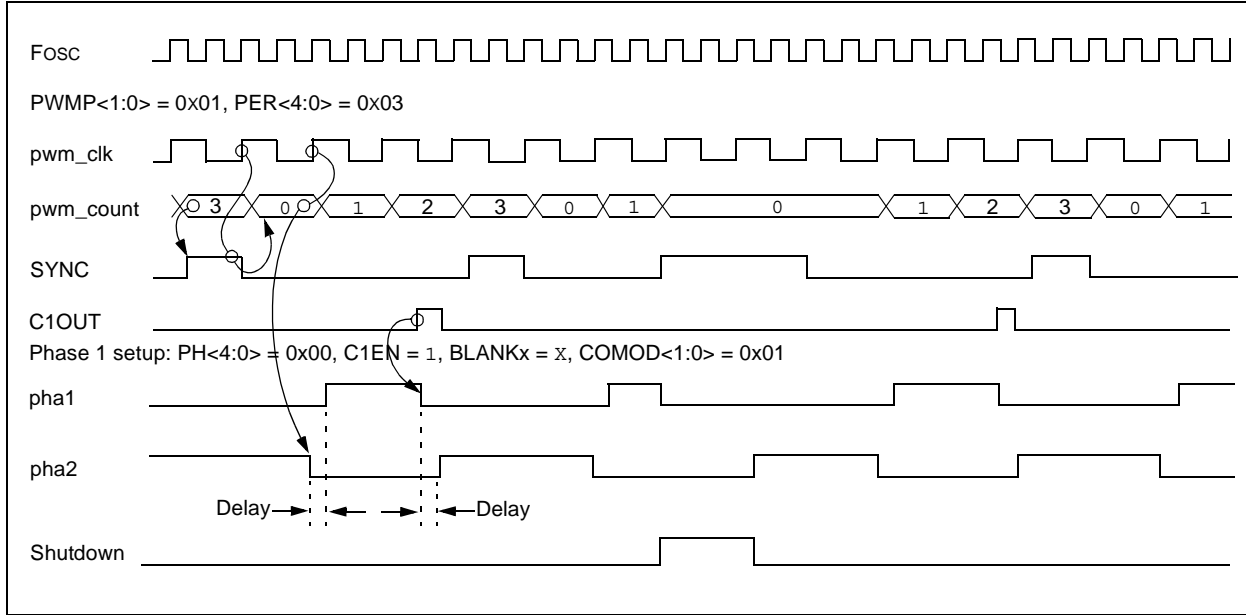 FOSC
PWMP<1:0> = 0x01, PER<4:0> = 0x03
pwm_clk
pwm_count 3 0 1 2 3 0 1 0 1 2 3 0 1
SYNC
C1OUT
Phase 1 setup: PH<4:0> = 0x00, C1EN = 1, BLANKx = X, COMOD<1:0> = 0x01
pha1
pha2
Delay Delay
Shutdown